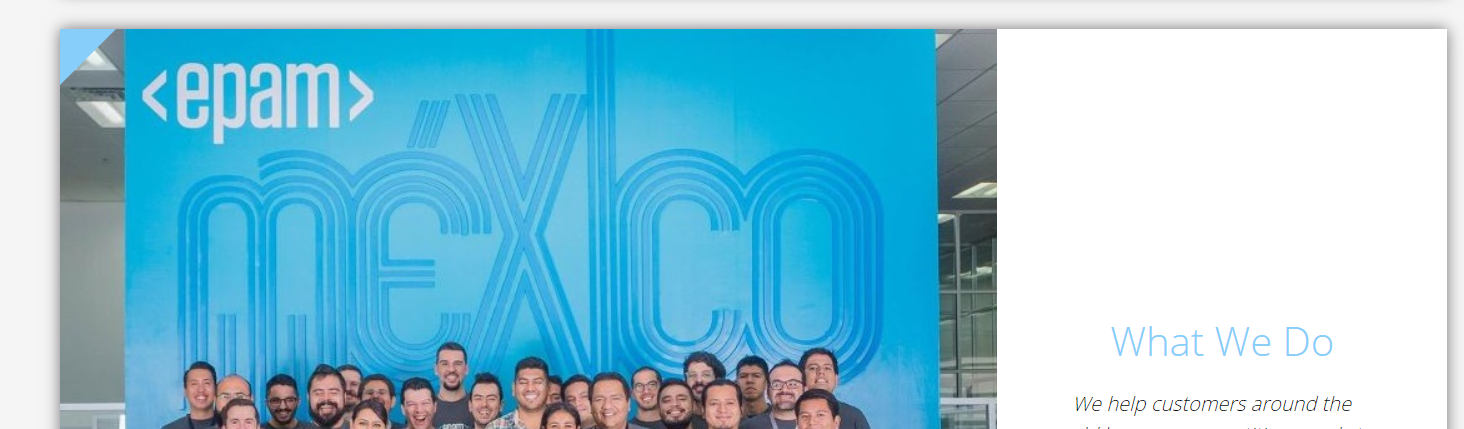 <epam>
méxico
What We Do
We help customers around the